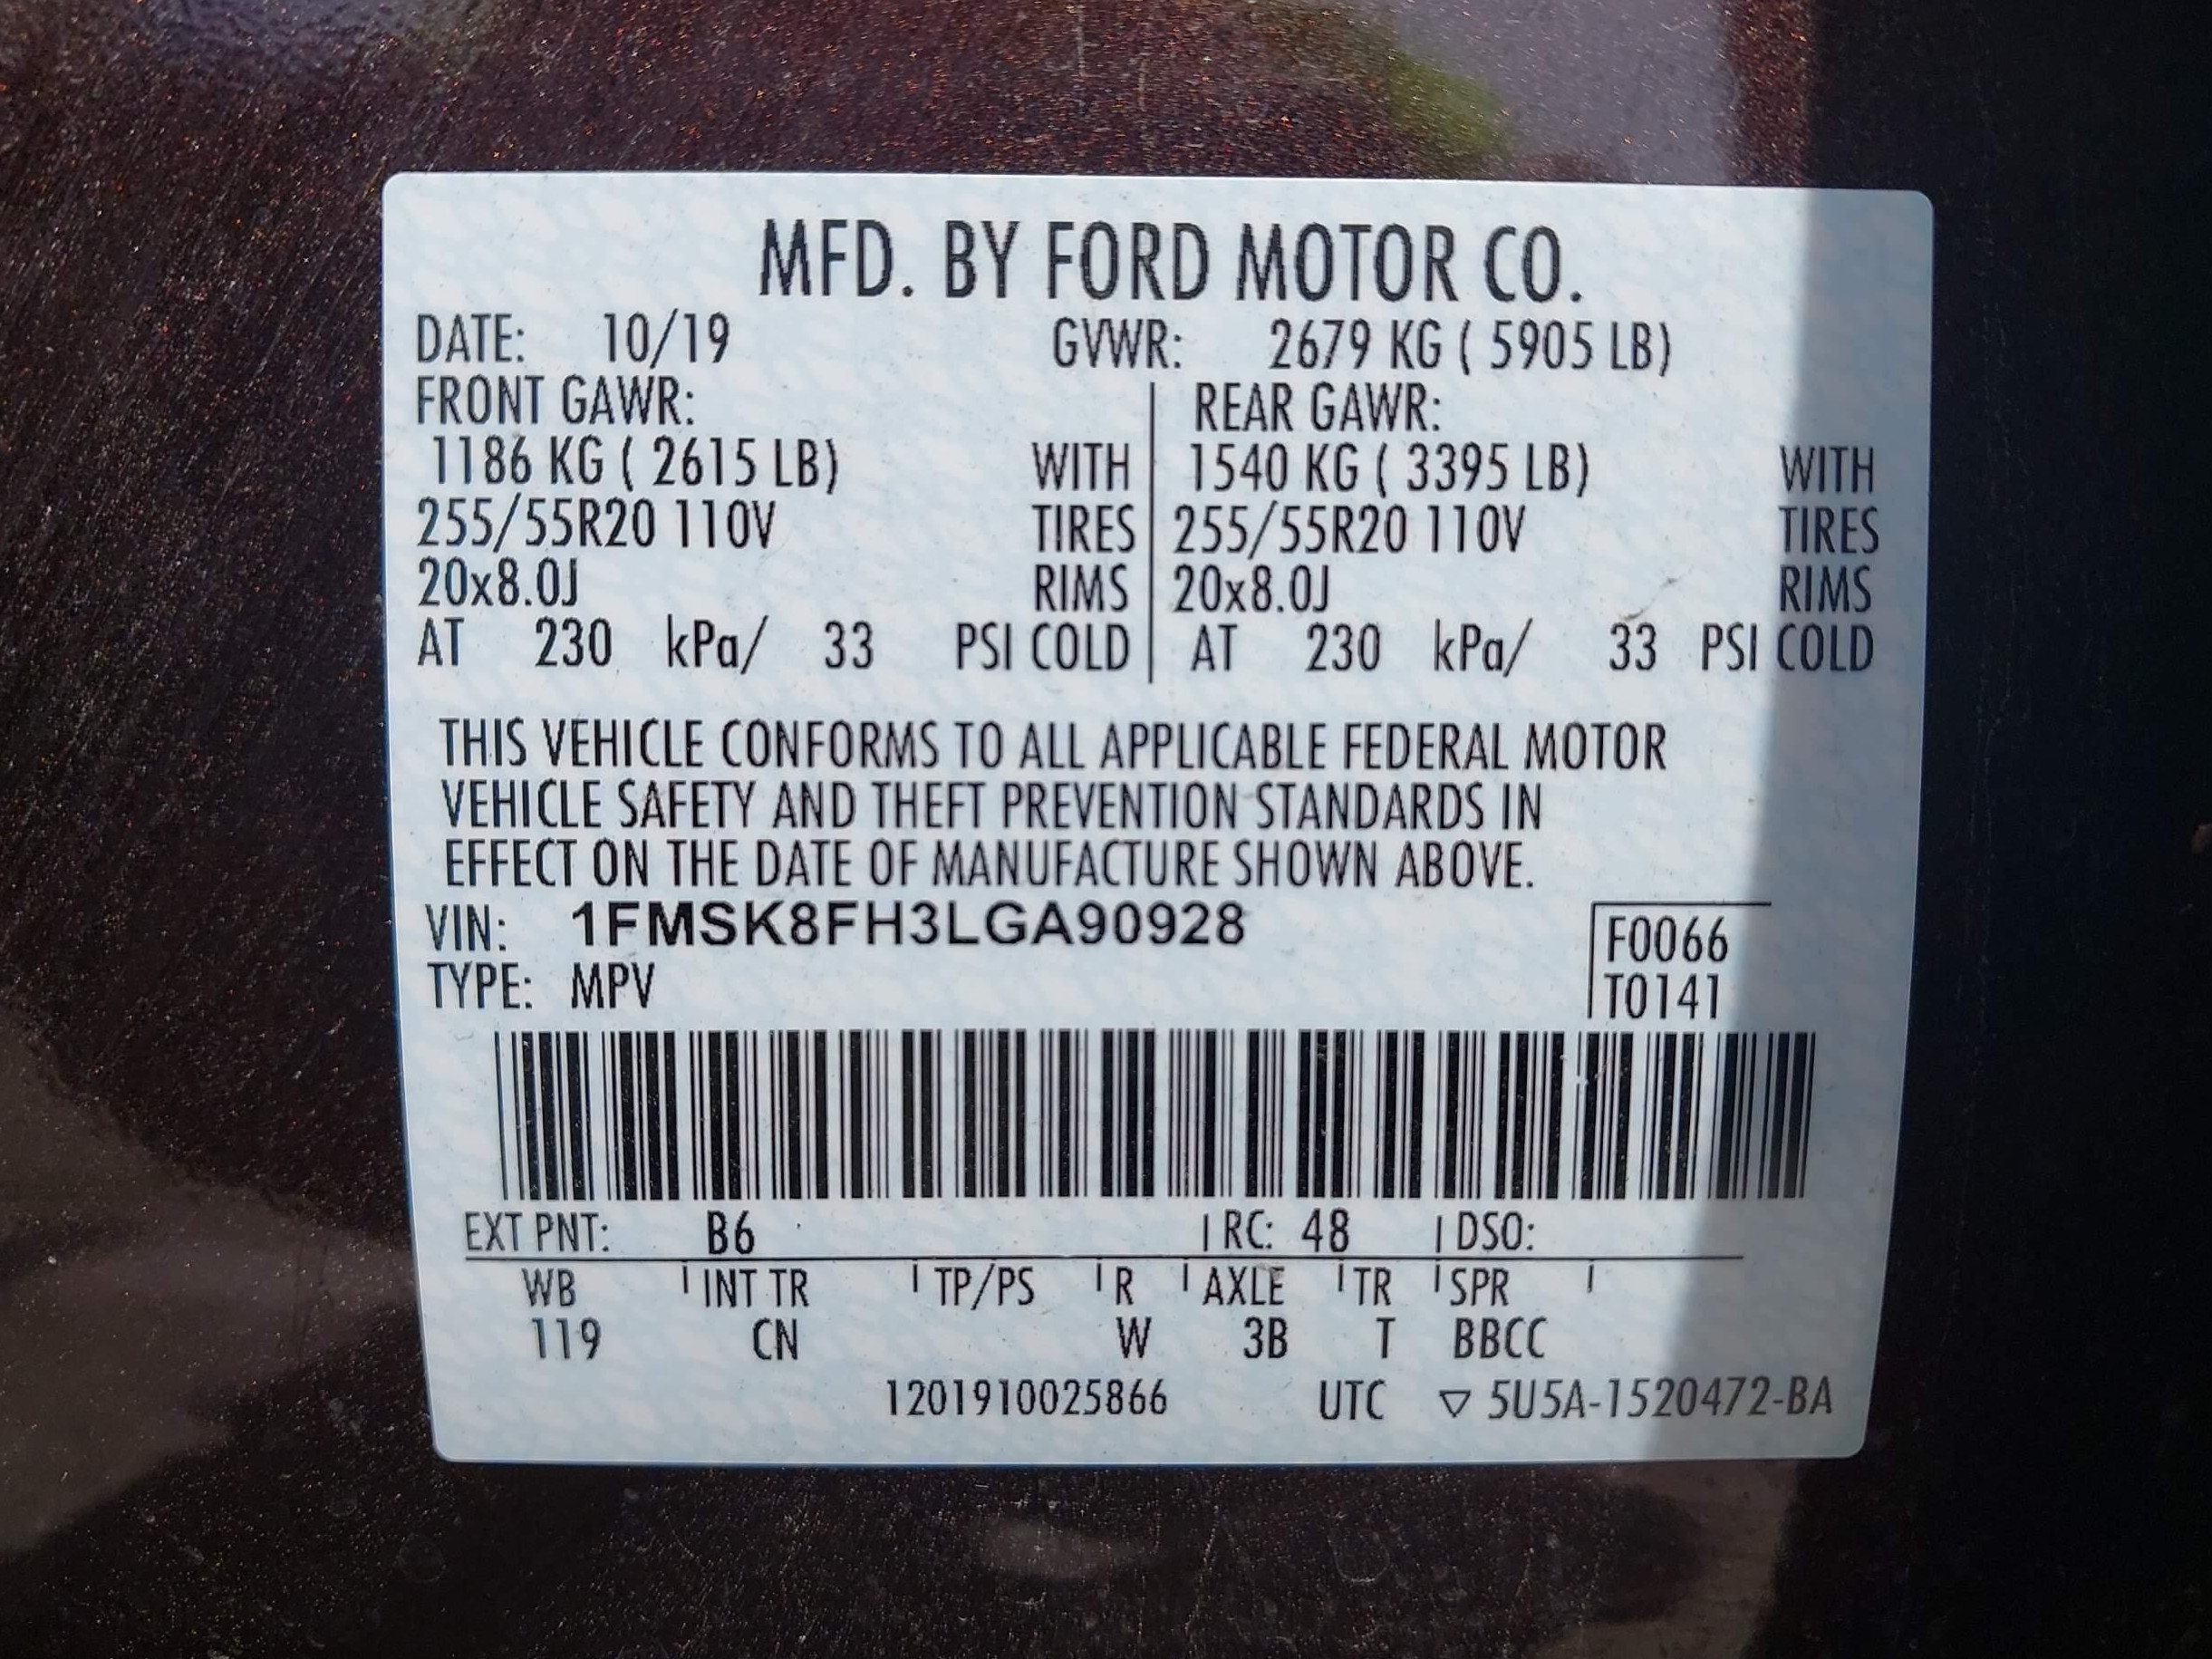 MFD. BY FORD MOTOR CO.
DATE: 10/19 GVWR: 2679 KG ( 5905 LB)
FRONT GAWR: REAR GAWR:
1186 KG ( 2615 LB) WITH 1540 KG ( 3395 LB) WITH
255/55R20 110V TIRES 255/55R20 110V TIRES
20x8.0J RIMS 20x8.0J RIMS
AT 230 kPa/ 33 PSI COLD AT 230 kPa/ 33 PSI COLD
THIS VEHICLE CONFORMS TO ALL APPLICABLE FEDERAL MOTOR
VEHICLE SAFETY AND THEFT PREVENTION STANDARDS IN
EFFECT ON THE DATE OF MANUFACTURE SHOWN ABOVE.
VIN: 1FMSK8FH3LGA90928 F0066
TYPE: MPV T0141
EXT PNT: B6 RC: 48 DSO:
WB INT TR TP/PS R AXLE TR SPR
119 CN W 3B T BBCC
1201910025866 UTC ▽ 5U5A-1520472-BA